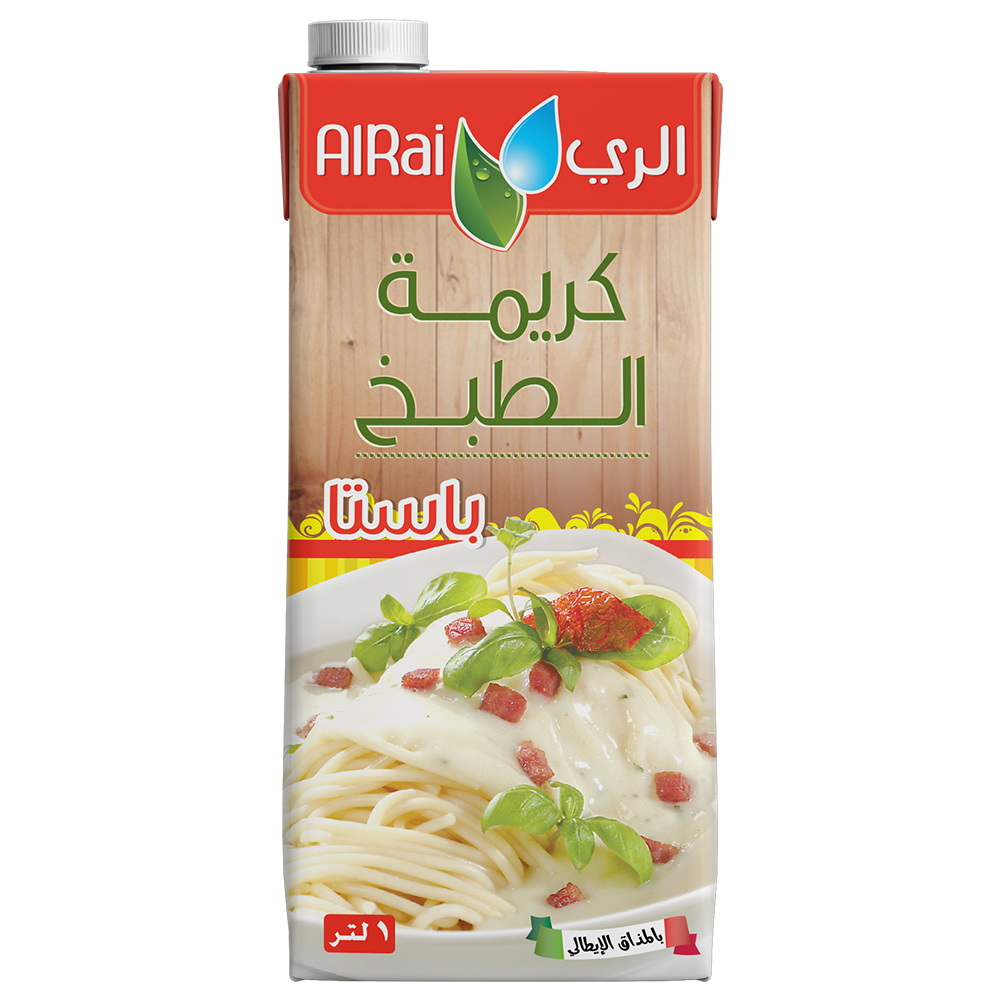 AlRai الري
كريمة
الطبخ
باستا
١ لتر
بالمذاق الإيطالي